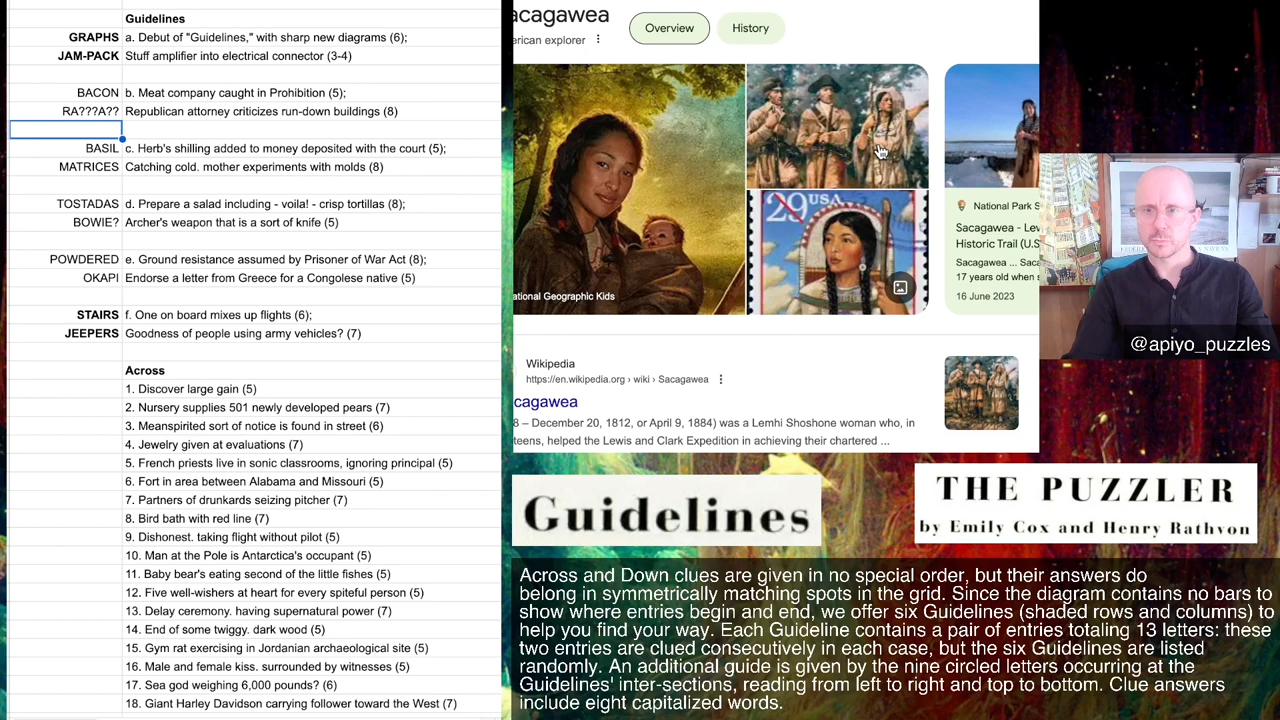 Guidelines
GRAPHS a. Debut of "Guidelines," with sharp new diagrams (6);
JAM-PACK Stuff amplifier into electrical connector (3-4)
BACON b. Meat company caught in Prohibition (5);
RA???A?? Republican attorney criticizes run-down buildings (8)
BASIL c. Herb's shilling added to money deposited with the court (5);
MATRICES Catching cold. mother experiments with molds (8)
TOSTADAS d. Prepare a salad including - voila! - crisp tortillas (8);
BOWIE? Archer's weapon that is a sort of knife (5)
POWDERED e. Ground resistance assumed by Prisoner of War Act (8);
OKAPI Endorse a letter from Greece for a Congolese native (5)
STAIRS f. One on board mixes up flights (6);
JEEPERS Goodness of people using army vehicles? (7)
Across
1. Discover large gain (5)
2. Nursery supplies 501 newly developed pears (7)
3. Meanspirited sort of notice is found in street (6)
4. Jewelry given at evaluations (7)
5. French priests live in sonic classrooms, ignoring principal (5)
6. Fort in area between Alabama and Missouri (5)
7. Partners of drunkards seizing pitcher (7)
8. Bird bath with red line (7)
9. Dishonest. taking flight without pilot (5)
10. Man at the Pole is Antarctica's occupant (5)
11. Baby bear's eating second of the little fishes (5)
12. Five well-wishers at heart for every spiteful person (5)
13. Delay ceremony. having supernatural power (7)
14. End of some twiggy. dark wood (5)
15. Gym rat exercising in Jordanian archaeological site (5)
16. Male and female kiss. surrounded by witnesses (5)
17. Sea god weighing 6,000 pounds? (6)
18. Giant Harley Davidson carrying follower toward the West (7)
acagawea
erican explorer
Overview
History
ational Geographic Kids
29USA
National Park S
Sacagawea - Lew
Historic Trail (U.S
Sacagawea ... Saca
17 years old when s
16 June 2023
Wikipedia
https://en.wikipedia.org › wiki › Sacagawea
cagawea
8 – December 20, 1812, or April 9, 1884) was a Lemhi Shoshone woman who, in
teens, helped the Lewis and Clark Expedition in achieving their chartered ...
@apiyo_puzzles
Guidelines
THE PUZZLER
by Emily Cox and Henry Rathvon
Across and Down clues are given in no special order, but their answers do
belong in symmetrically matching spots in the grid. Since the diagram contains no bars to
show where entries begin and end, we offer six Guidelines (shaded rows and columns) to
help you find your way. Each Guideline contains a pair of entries totaling 13 letters: these
two entries are clued consecutively in each case, but the six Guidelines are listed
randomly. An additional guide is given by the nine circled letters occurring at the
Guidelines' inter-sections, reading from left to right and top to bottom. Clue answers
include eight capitalized words.